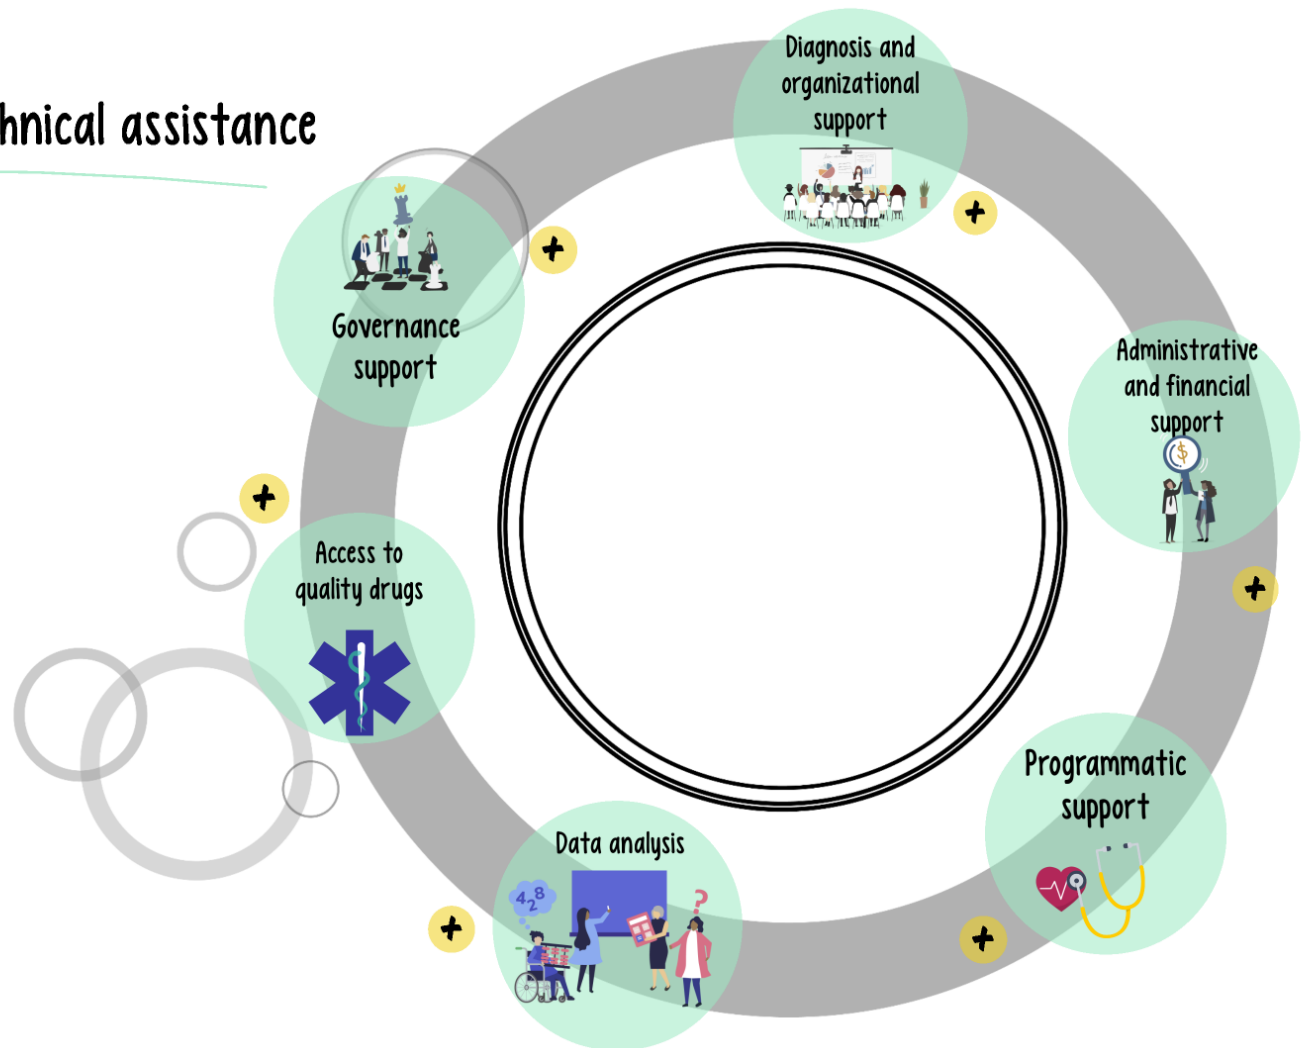 hnical assistance
Diagnosis and
organizational
support
Governance
support
Administrative
and financial
support
$
Access to
quality drugs
Programmatic
support
Data analysis
428
?